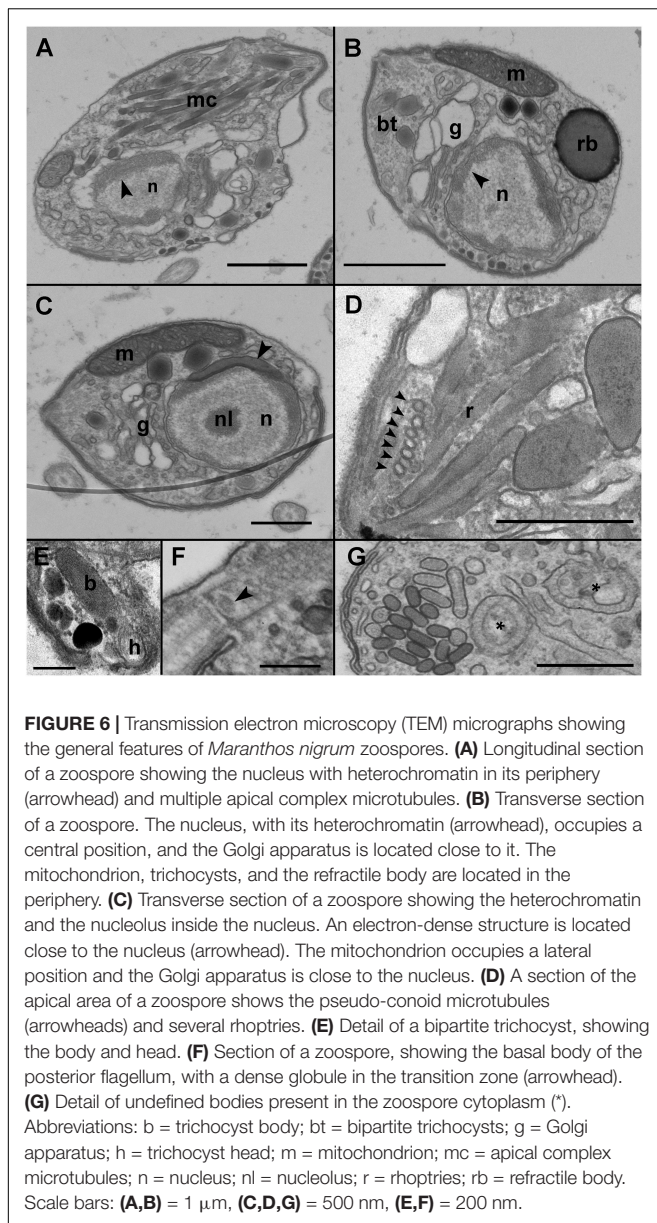 A
mc
n
B
m
bt
g
rb
n
C
m
g
nl
n
D
r
E
b
h
F
G
*
*
FIGURE 6 | Transmission electron microscopy (TEM) micrographs showing
the general features of Maranthos nigrum zoospores. (A) Longitudinal section
of a zoospore showing the nucleus with heterochromatin in its periphery
(arrowhead) and multiple apical complex microtubules. (B) Transverse section
of a zoospore. The nucleus, with its heterochromatin (arrowhead), occupies a
central position, and the Golgi apparatus is located close to it. The
mitochondrion, trichocysts, and the refractile body are located in the
periphery. (C) Transverse section of a zoospore showing the heterochromatin
and the nucleolus inside the nucleus. An electron-dense structure is located
close to the nucleus (arrowhead). The mitochondrion occupies a lateral
position and the Golgi apparatus is close to the nucleus. (D) A section of the
apical area of a zoospore shows the pseudo-conoid microtubules
(arrowheads) and several rhoptries. (E) Detail of a bipartite trichocyst, showing
the body and head. (F) Section of a zoospore, showing the basal body of the
posterior flagellum, with a dense globule in the transition zone (arrowhead).
(G) Detail of undefined bodies present in the zoospore cytoplasm (*).
Abbreviations: b = trichocyst body; bt = bipartite trichocysts; g = Golgi
apparatus; h = trichocyst head; m = mitochondrion; mc = apical complex
microtubules; n = nucleus; nl = nucleolus; r = rhoptries; rb = refractile body.
Scale bars: (A,B) = 1 μm, (C,D,G) = 500 nm, (E,F) = 200 nm.